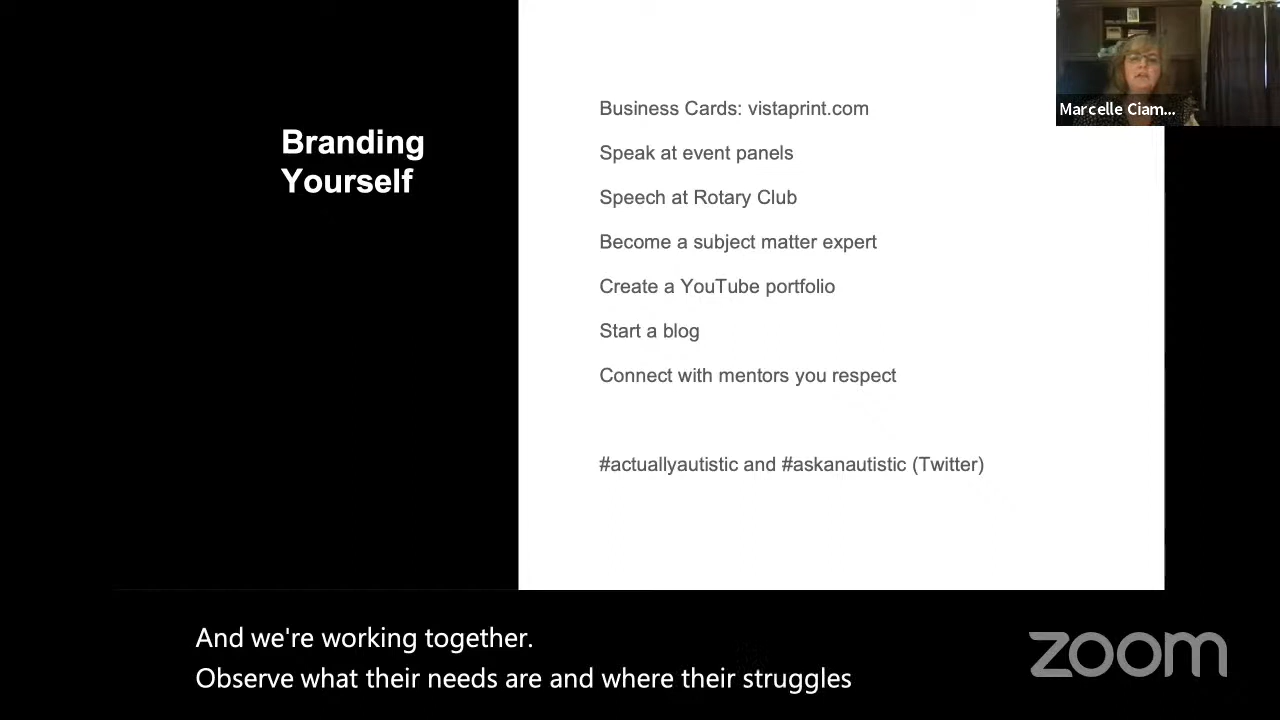 Branding
Yourself
Business Cards: vistaprint.com
Speak at event panels
Speech at Rotary Club
Become a subject matter expert
Create a YouTube portfolio
Start a blog
Connect with mentors you respect
#actuallyautistic and #askanautistic (Twitter)
Marcelle Ciam...
And we're working together.
Observe what their needs are and where their struggles
zoom